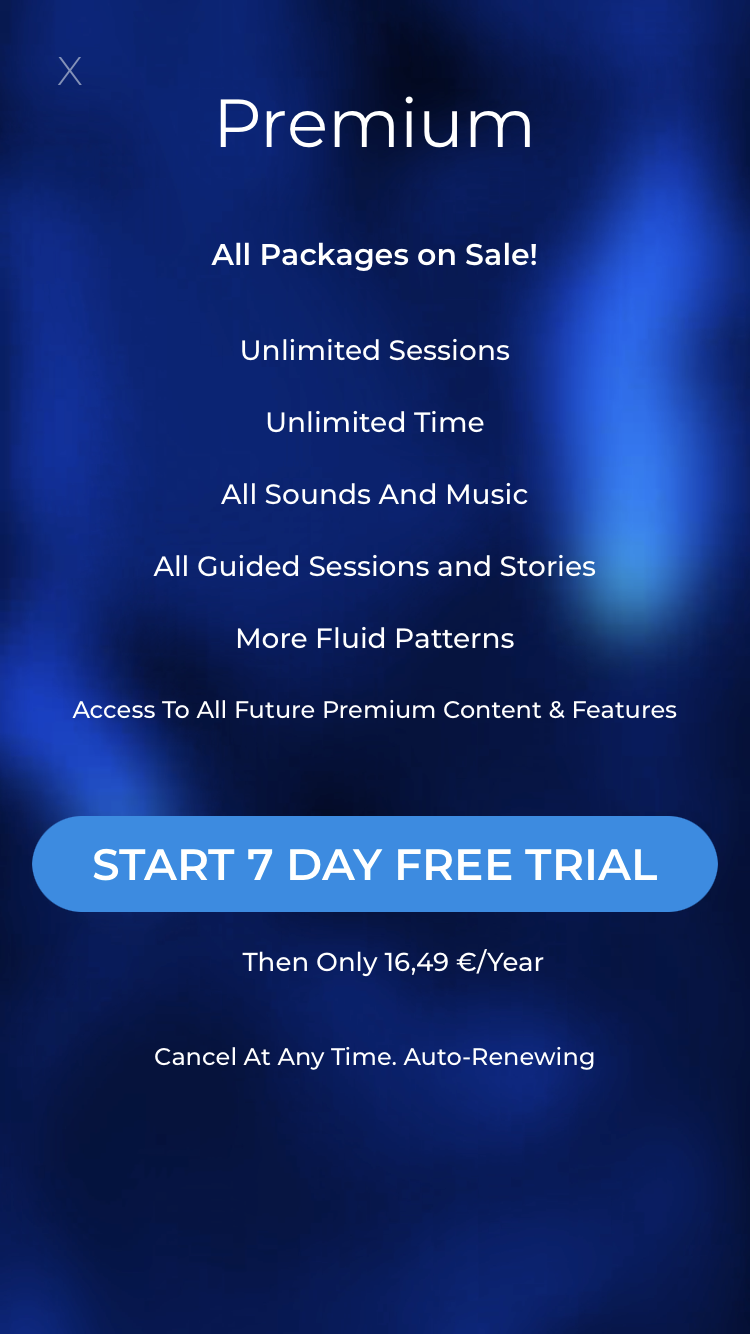 X
Premium
All Packages on Sale!
Unlimited Sessions
Unlimited Time
All Sounds And Music
All Guided Sessions and Stories
More Fluid Patterns
Access To All Future Premium Content & Features
START 7 DAY FREE TRIAL
Then Only 16,49 €/Year
Cancel At Any Time. Auto-Renewing